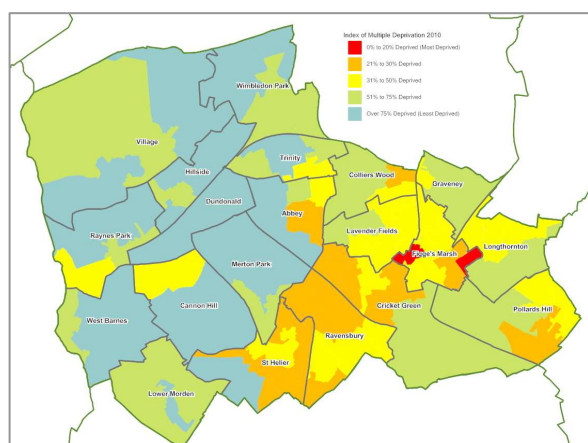 Index of Multiple Deprivation 2010
0% to 20% Deprived (Most Deprived)
21% to 30% Deprived
31% to 50% Deprived
51% to 75% Deprived
Over 75% Deprived (Least Deprived)
Wimbledon Park
Village
Hillside
Trinity
Colliers Wood
Graveney
Dundonald
Abbey
Raynes Park
Lavender Fields
Figge's Marsh
Longthornton
Merton Park
West Barnes
Cannon Hill
Cricket Green
Pollards Hill
St Helier
Ravensbury
Lower Morden